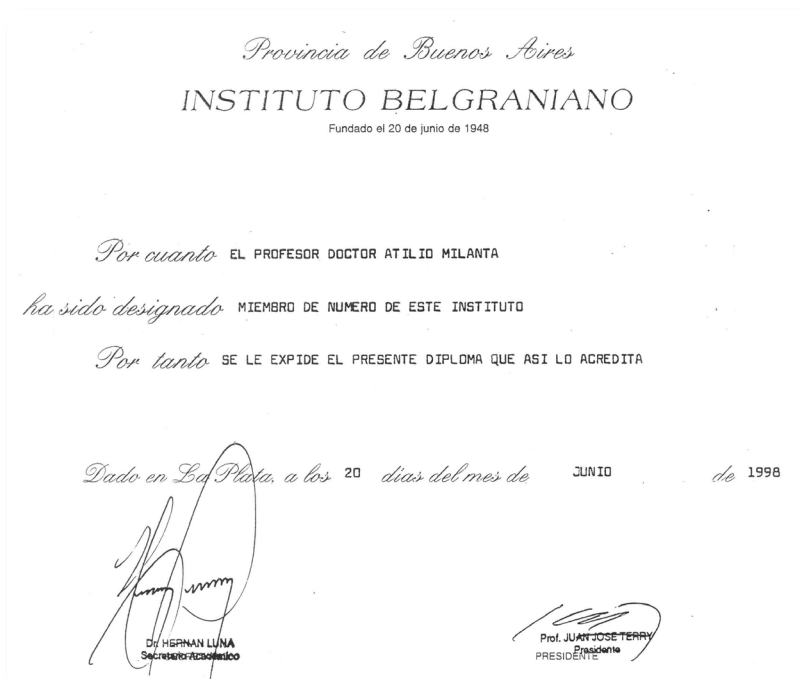 Provincia de Buenos Aires
INSTITUTO BELGRANIANO
Fundado el 20 de junio de 1948
Por cuanto EL PROFESOR DOCTOR ATILIO MILANTA
ha sido designado MIEMBRO DE NUMERO DE ESTE INSTITUTO
Por tanto SE LE EXPIDE EL PRESENTE DIPLOMA QUE ASI LO ACREDITA
Dado en La Plata, a los 20 días del mes de JUNIO de 1998
Dr. HERNAN LUNA
Secretario Académico
Prof. JUAN JOSE TERRY
Presidente
PRESIDENTE